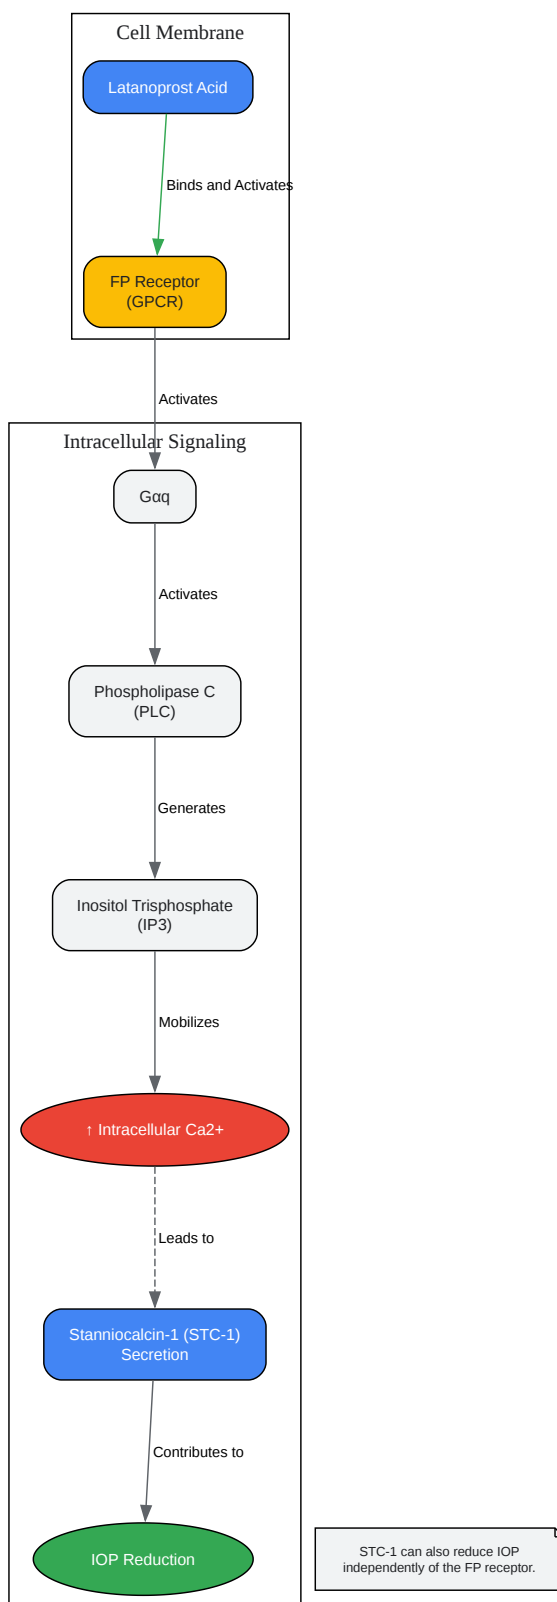 Cell Membrane
Latanoprost Acid
Binds and Activates
FP Receptor
(GPCR)
Activates
Intracellular Signaling
Gαq
Activates
Phospholipase C
(PLC)
Generates
Inositol Trisphosphate
(IP3)
Mobilizes
↑ Intracellular Ca2+
Leads to
Stanniocalcin-1 (STC-1)
Secretion
Contributes to
IOP Reduction
STC-1 can also reduce IOP
independently of the FP receptor.